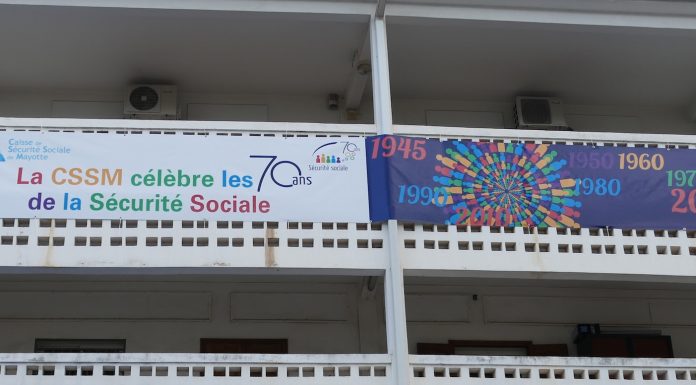 Caisse de
Sécurité Sociale
de Mayotte
La CSSM célèbre les 70 ans
de la Sécurité Sociale
70
Sécurité sociale
1945
1950
1960
1990
1980
2010